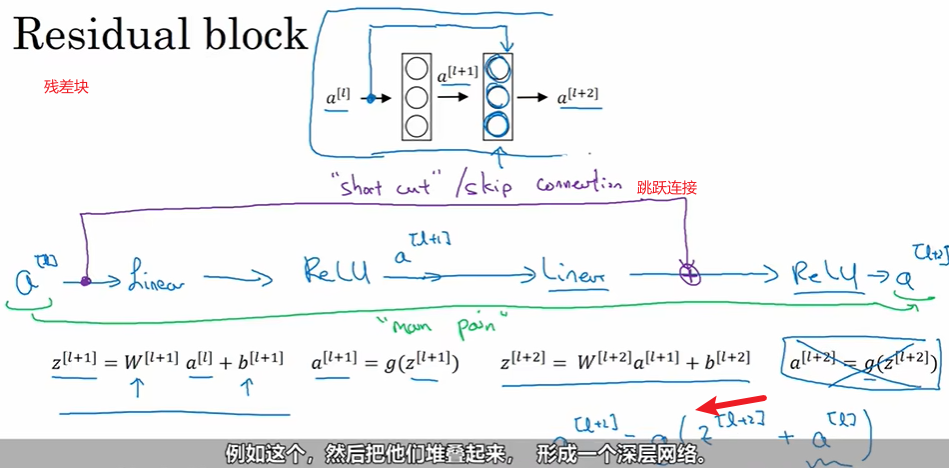 Residual block
残差块
a^[l] a^[l+1] a^[l+2]
"short cut" / skip connection 跳跃连接
a^[l] Linear ReLU a^[l+1] Linear ReLU a^[l+2]
"main path"
z^[l+1] = W^[l+1] a^[l] + b^[l+1] a^[l+1] = g(z^[l+1]) z^[l+2] = W^[l+2]a^[l+1] + b^[l+2] a^[l+2] = g(z^[l+2])
a^[l+2] = g(z^[l+2] + a^[l])
例如这个，然后把他们堆叠起来， 形成一个深层网络。